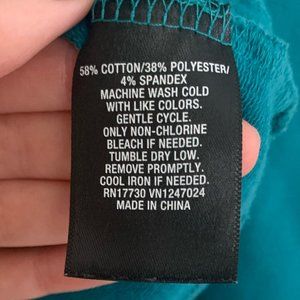 58% COTTON/38% POLYESTER/
4% SPANDEX
MACHINE WASH COLD
WITH LIKE COLORS.
GENTLE CYCLE.
ONLY NON-CHLORINE
BLEACH IF NEEDED.
TUMBLE DRY LOW.
REMOVE PROMPTLY.
COOL IRON IF NEEDED.
RN17730 VN1247024
MADE IN CHINA